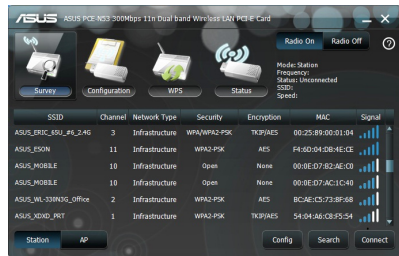 ASUS ASUS PCE-N53 300Mbps 11n Dual band Wireless LAN PCI-E Card
Radio On Radio Off
Mode: Station
Frequency:
Status: Unconnected
SSID:
Speed:
Survey Configuration WPS Status
SSID Channel Network Type Security Encryption MAC Signal
ASUS_ERIC_65U_#6_2.4G 3 Infrastructure WPA/WPA2-PSK TKIP/AES 00:25:89:00:01:04
ASUS_ESON 11 Infrastructure WPA2-PSK AES F4:6D:04:DB:4E:CE
ASUS_MOBILE 10 Infrastructure Open None 00:0E:D7:B2:AE:C0
ASUS_MOBILE 10 Infrastructure Open None 00:0E:D7:AC:1C:40
ASUS_WL-330N3G_Office 2 Infrastructure WPA2-PSK AES BC:AE:C5:73:BF:68
ASUS_XDXD_PRT 1 Infrastructure WPA2-PSK TKIP/AES 54:04:A6:C8:F5:54
Station AP Config Search Connect